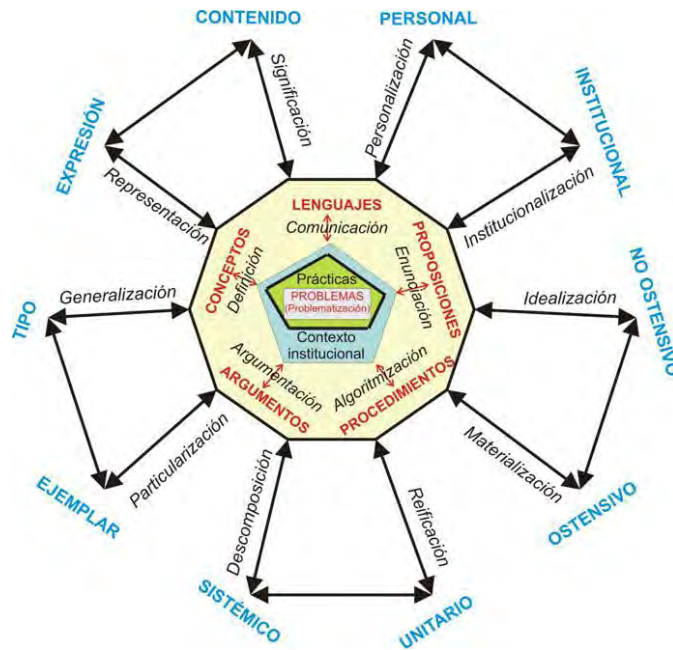 CONTENIDO
PERSONAL
EXPRESIÓN
Significación
Personalización
INSTITUCIONAL
Representación
Institucionalización
LENGUAJES
Comunicación
CONCEPTOS
Definición
PROPOSICIONES
Enunciación
Prácticas
PROBLEMAS
(Problematización)
Contexto
institucional
TIPO
Generalización
Idealización
NO OSTENSIVO
Argumentación
ARGUMENTOS
Algoritmización
PROCEDIMIENTOS
EJEMPLAR
Particularización
Materialización
OSTENSIVO
Descomposición
Reificación
SISTÉMICO
UNITARIO